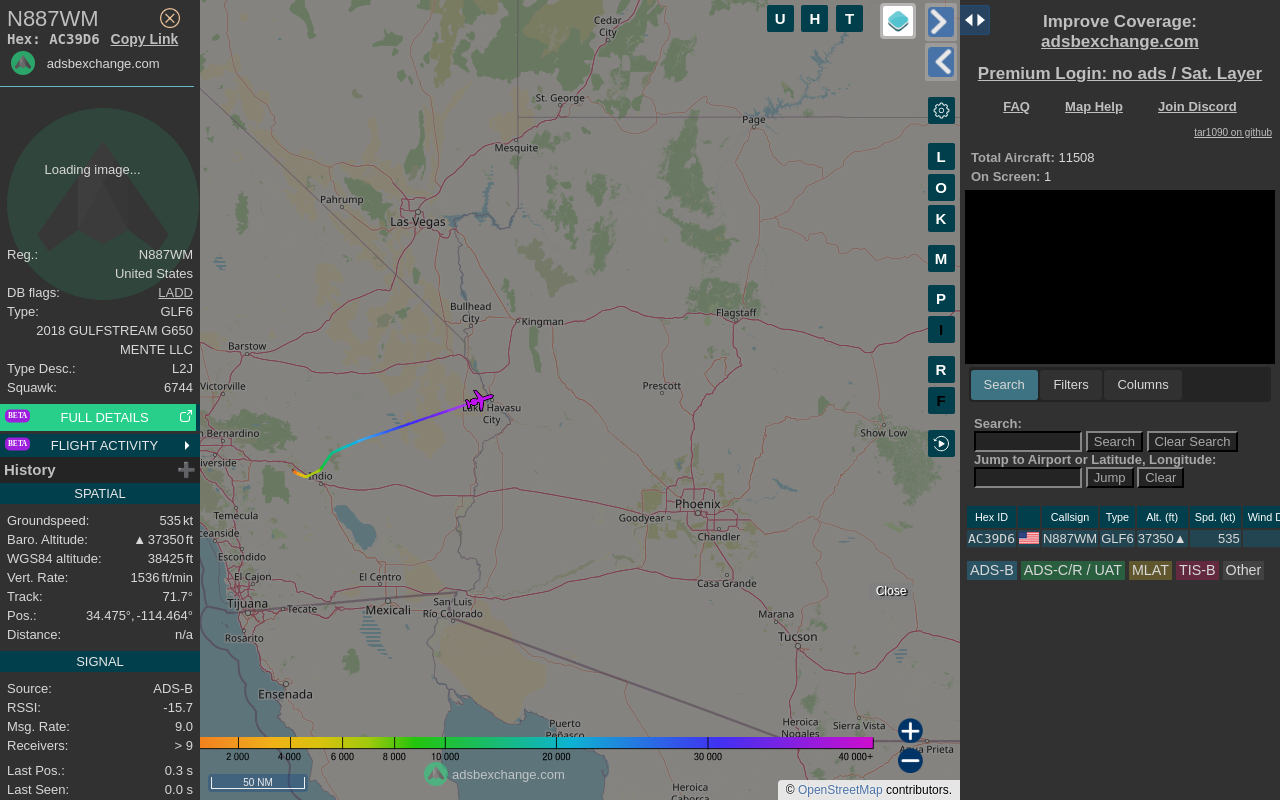 N887WM
Hex: AC39D6 Copy Link
adsbexchange.com
Loading image...
Reg.: N887WM
United States
DB flags: LADD
Type: GLF6
2018 GULFSTREAM G650
MENTE LLC
Type Desc.: L2J
Squawk: 6744
BETA FULL DETAILS
BETA FLIGHT ACTIVITY
History
SPATIAL
Groundspeed: 535 kt
Baro. Altitude: ▲ 37350 ft
WGS84 altitude: 38425 ft
Vert. Rate: 1536 ft/min
Track: 71.7°
Pos.: 34.475°, -114.464°
Distance: n/a
SIGNAL
Source: ADS-B
RSSI: -15.7
Msg. Rate: 9.0
Receivers: > 9
Last Pos.: 0.3 s
Last Seen: 0.0 s
Cedar
City
St. George
Page
Mesquite
Pahrump
Las Vegas
Bullhead
City
Kingman
Flagstaff
Barstow
Victorville
Prescott
Lake Havasu
City
n Bernardino
Show Low
iverside
Indio
Phoenix
Goodyear
Temecula
Chandler
ceanside
Escondido
El Cajon
El Centro
Casa Grande
Tijuana
Tecate
Mexicali
San Luis
Río Colorado
Marana
Rosarito
Tucson
Ensenada
Puerto
Peñasco
Heroica
Nogales
Sierra Vista
Agua Prieta
Heroica
Caborca
U H T
L
O
K
M
P
I
R
F
Close
2 000 4 000 6 000 8 000 10 000 20 000 30 000 40 000+
50 NM
adsbexchange.com
© OpenStreetMap contributors.
Improve Coverage:
adsbexchange.com
Premium Login: no ads / Sat. Layer
FAQ Map Help Join Discord
tar1090 on github
Total Aircraft: 11508
On Screen: 1
Search Filters Columns
Search:
Search Clear Search
Jump to Airport or Latitude, Longitude:
Jump Clear
Hex ID Callsign Type Alt. (ft) Spd. (kt) Wind D
AC39D6 N887WM GLF6 37350▲ 535
ADS-B ADS-C/R / UAT MLAT TIS-B Other